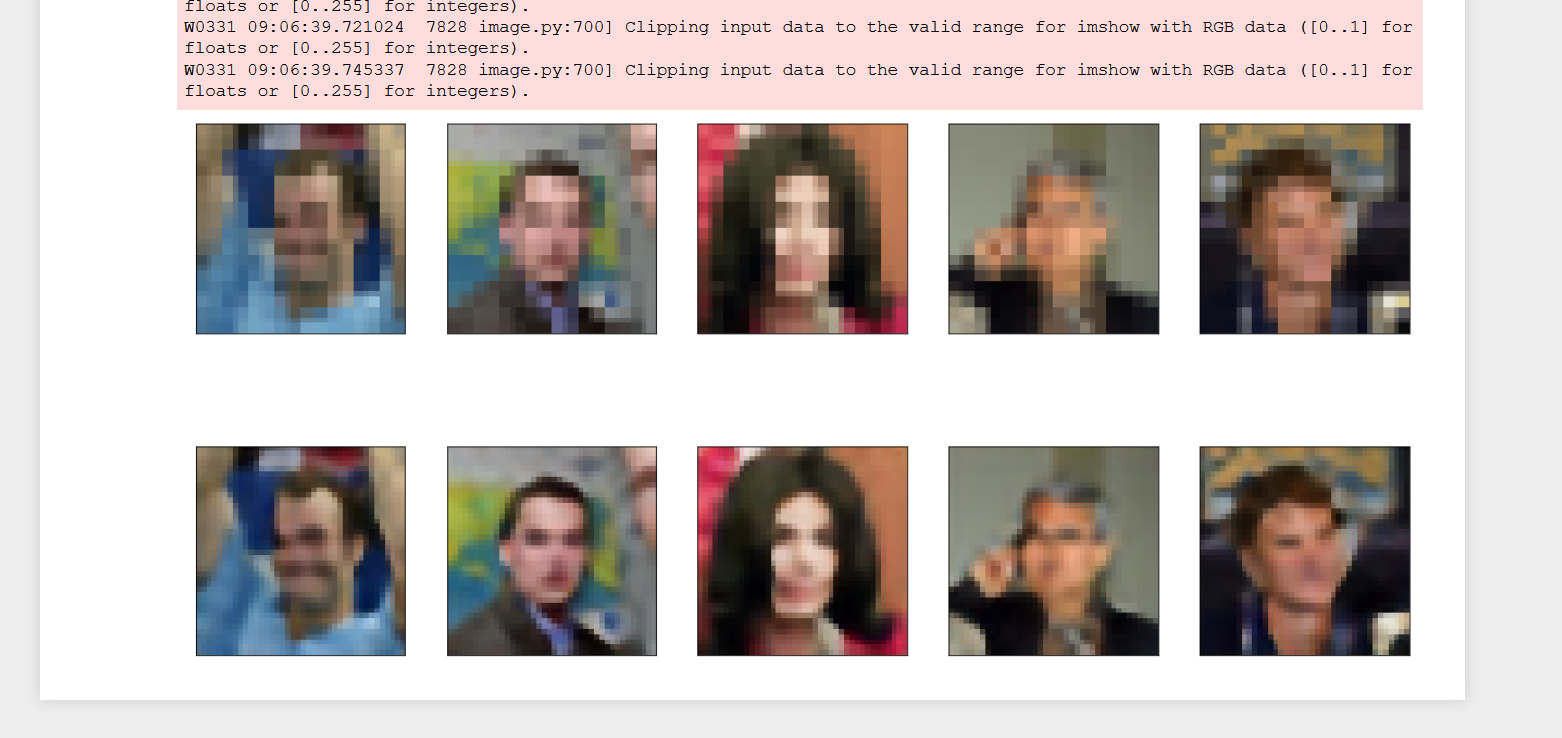 floats or [0..255] for integers).
W0331 09:06:39.721024  7828 image.py:700] Clipping input data to the valid range for imshow with RGB data ([0..1] for
floats or [0..255] for integers).
W0331 09:06:39.745337  7828 image.py:700] Clipping input data to the valid range for imshow with RGB data ([0..1] for
floats or [0..255] for integers).